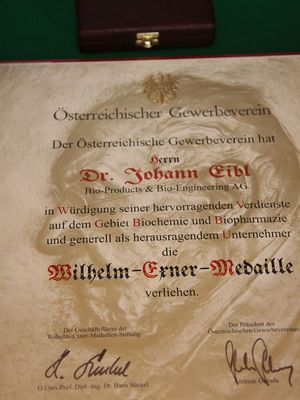 Österreichischer Gewerbeverein
Der Österreichische Gewerbeverein hat
Herrn
Dr. Johann Eibl
Bio-Products & Bio-Engineering AG
in Würdigung seiner hervorragenden Verdienste
auf dem Gebiet Biochemie und Biopharmazie
und generell als herausragendem Unternehmer
die
Wilhelm-Exner-Medaille
verliehen.
Der Geschäftsführer der
Wilhelm-Exner-Medaillen-Stiftung:
Der Präsident des
Österreichischen Gewerbevereins
O.Univ.Prof. Dipl.-Ing. Dr. Hans Sünkel
Andreas